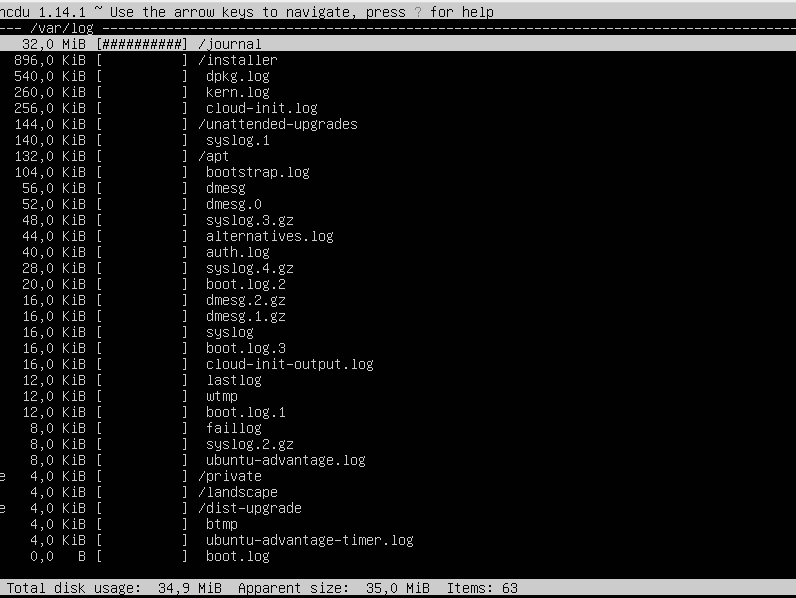 ncdu 1.14.1 ~ Use the arrow keys to navigate, press ? for help
--- /var/log ---------------------------------------------------------------------------------------
32,0 MiB [##########] /journal
896,0 KiB [          ] /installer
540,0 KiB [          ]  dpkg.log
260,0 KiB [          ]  kern.log
256,0 KiB [          ]  cloud-init.log
144,0 KiB [          ] /unattended-upgrades
140,0 KiB [          ]  syslog.1
132,0 KiB [          ] /apt
104,0 KiB [          ]  bootstrap.log
56,0 KiB [          ]  dmesg
52,0 KiB [          ]  dmesg.0
48,0 KiB [          ]  syslog.3.gz
44,0 KiB [          ]  alternatives.log
40,0 KiB [          ]  auth.log
28,0 KiB [          ]  syslog.4.gz
20,0 KiB [          ]  boot.log.2
16,0 KiB [          ]  dmesg.2.gz
16,0 KiB [          ]  dmesg.1.gz
16,0 KiB [          ]  syslog
16,0 KiB [          ]  boot.log.3
16,0 KiB [          ]  cloud-init-output.log
12,0 KiB [          ]  lastlog
12,0 KiB [          ]  wtmp
12,0 KiB [          ]  boot.log.1
8,0 KiB [          ]  faillog
8,0 KiB [          ]  syslog.2.gz
8,0 KiB [          ]  ubuntu-advantage.log
e 4,0 KiB [          ] /private
4,0 KiB [          ] /landscape
e 4,0 KiB [          ] /dist-upgrade
4,0 KiB [          ]  btmp
4,0 KiB [          ]  ubuntu-advantage-timer.log
0,0   B [          ]  boot.log
Total disk usage:  34,9 MiB  Apparent size:  35,0 MiB  Items: 63